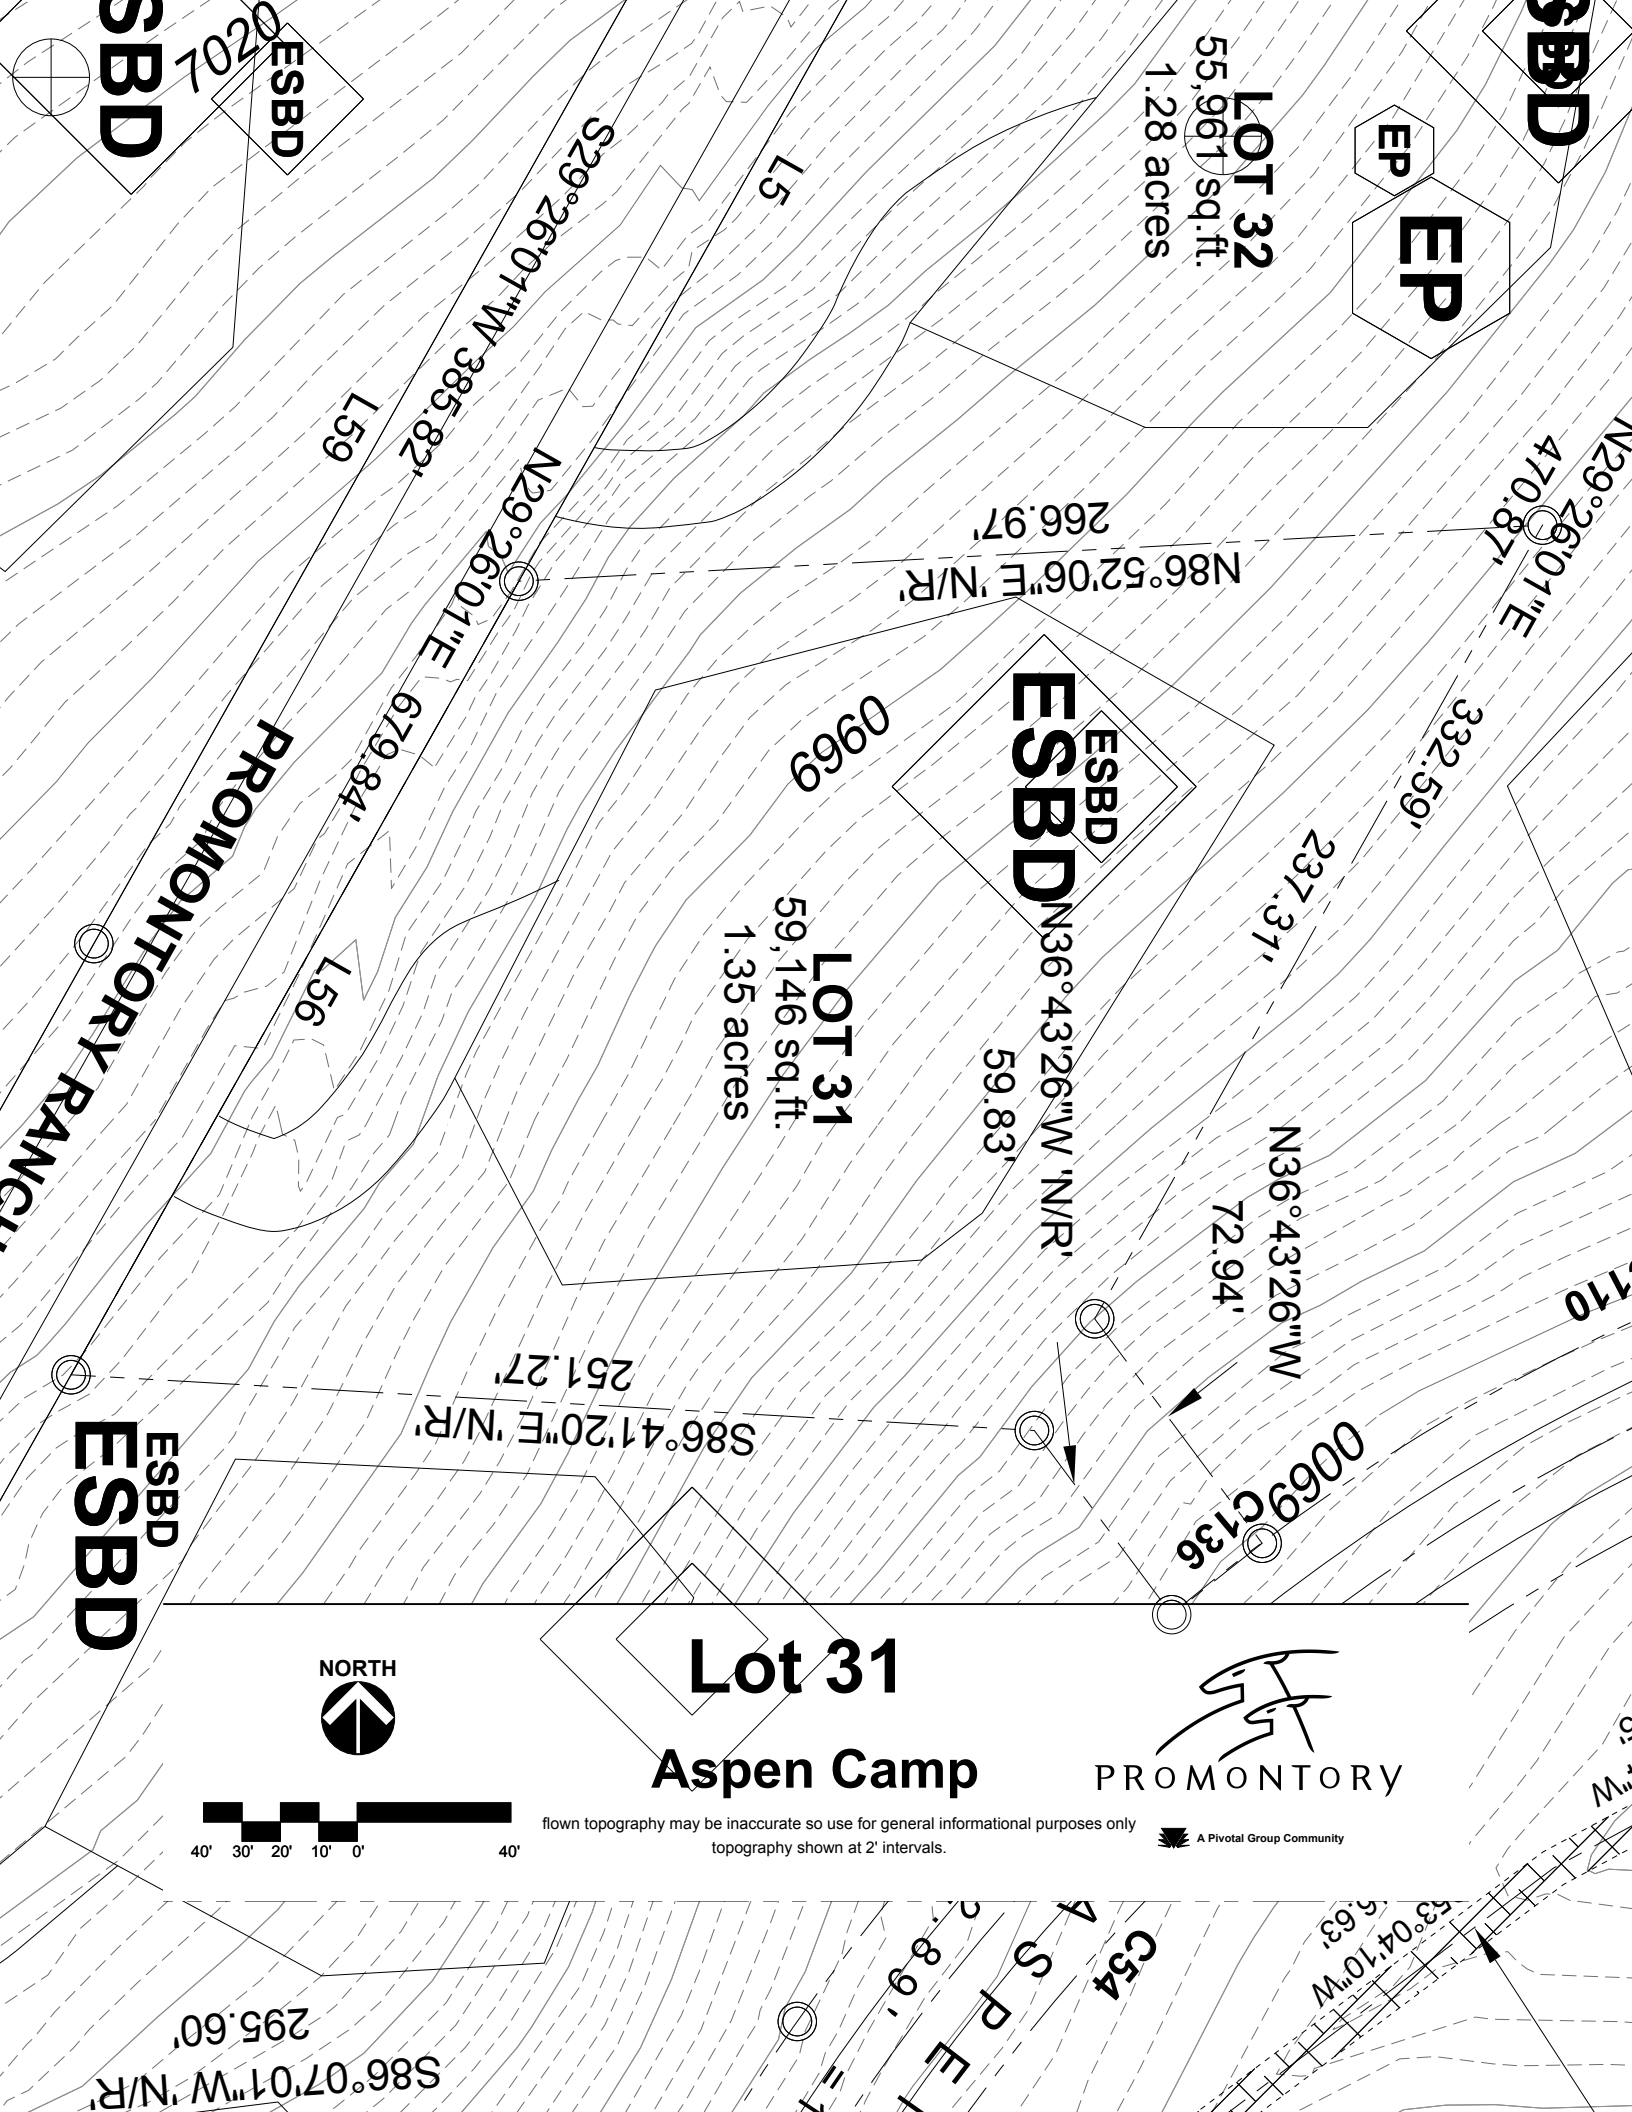 ESBD
7020
ESBD
S29°26'01"W 385.82'
L5
LOT 32
55,961 sq.ft.
1.28 acres
EP
EP
ESBD
L59
N29°26'01"E 679.84'
266.97'
N86°52'06"E 'N/R'
470.87'
N29°26'01"E
332.59'
237.31'
6960
ESBD
ESBD
PROMONTORY RANCH
L56
LOT 31
59,146 sq.ft.
1.35 acres
N36°43'26"W 'N/R'
59.83'
N36°43'26"W
72.94'
251.27'
S86°41'20"E 'N/R'
ESBD
ESBD
C136
6900
NORTH
40' 30' 20' 10' 0' 40'
Lot 31
Aspen Camp
flown topography may be inaccurate so use for general informational purposes only
topography shown at 2' intervals.
PROMONTORY
A Pivotal Group Community
295.60'
S86°07'01"W 'N/R'
C54
ASPE